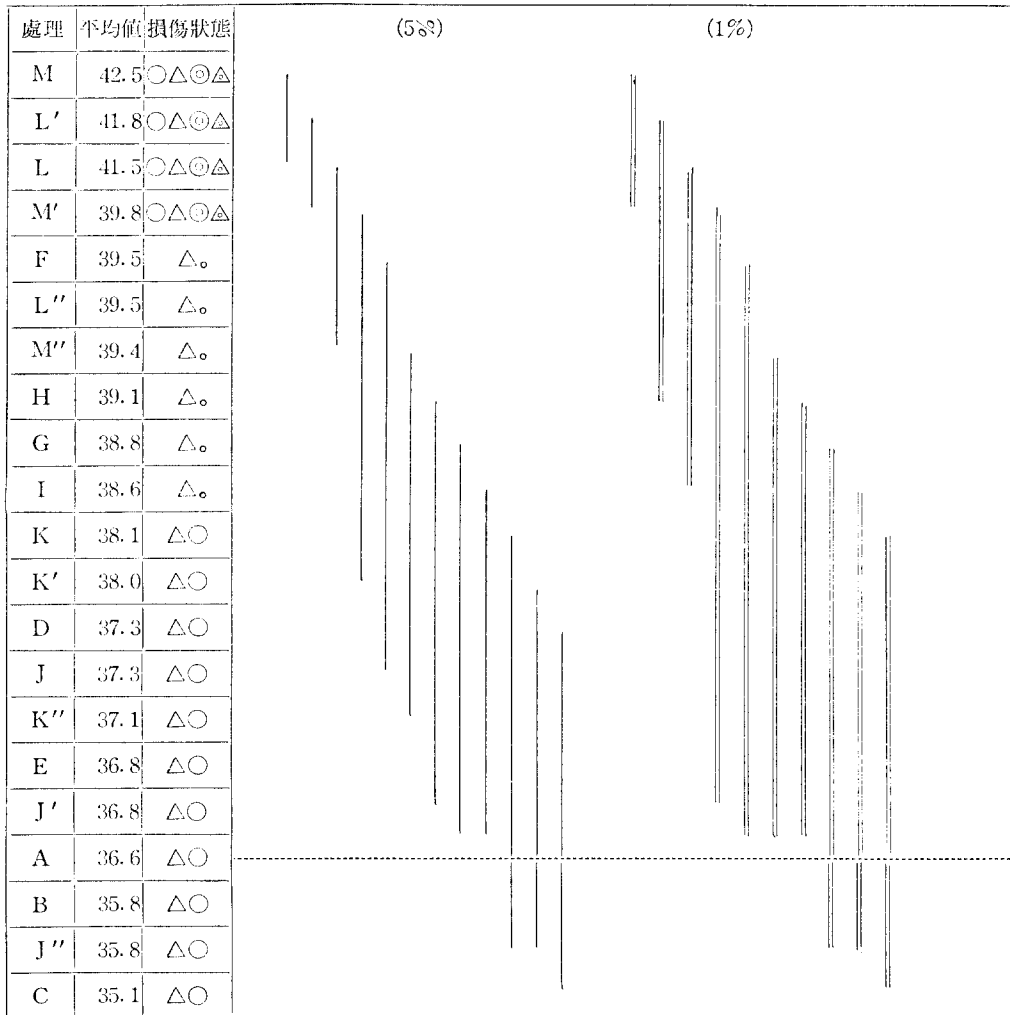 處理 平均値 損傷狀態 (5%) (1%)
M 42.5 ○△◎◬
L′ 41.8 ○△◎◬
L 41.5 ○△◎◬
M′ 39.8 ○△◎◬
F 39.5 △。
L″ 39.5 △。
M″ 39.4 △。
H 39.1 △。
G 38.8 △。
I 38.6 △。
K 38.1 △○
K′ 38.0 △○
D 37.3 △○
J 37.3 △○
K″ 37.1 △○
E 36.8 △○
J′ 36.8 △○
A 36.6 △○
B 35.8 △○
J″ 35.8 △○
C 35.1 △○